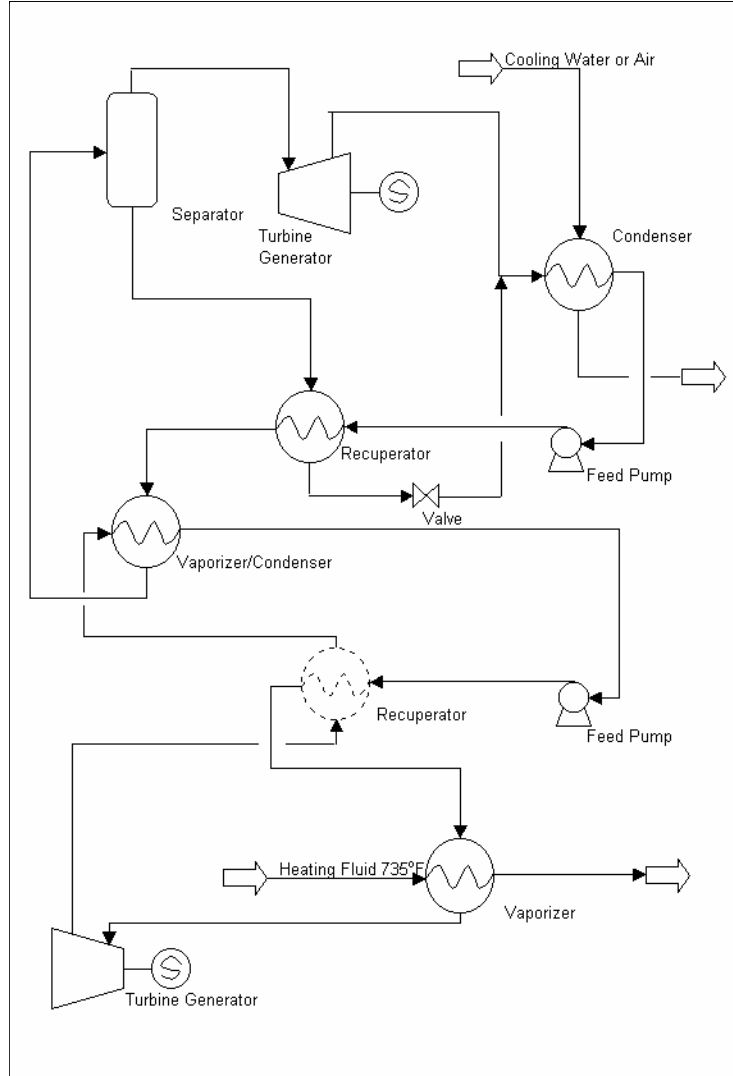 Cooling Water or Air
Separator
Turbine
Generator
Condenser
Recuperator
Feed Pump
Valve
Vaporizer/Condenser
Recuperator
Feed Pump
Heating Fluid 735°F
Vaporizer
Turbine Generator